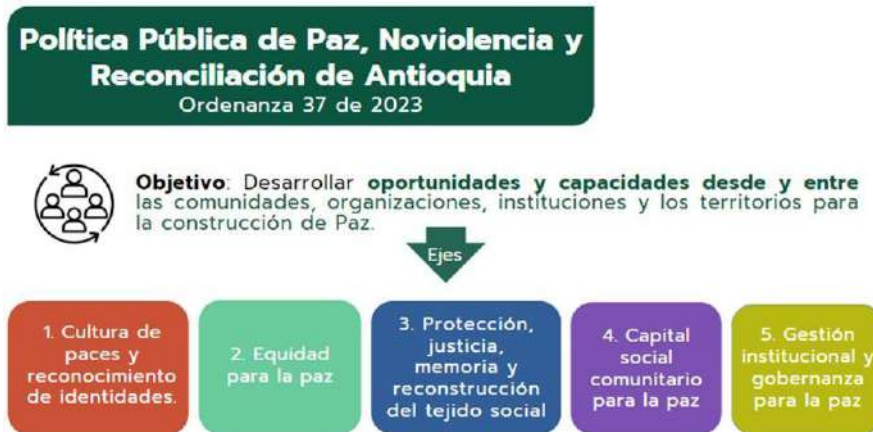 Política Pública de Paz, Noviolencia y
Reconciliación de Antioquia
Ordenanza 37 de 2023
Objetivo: Desarrollar oportunidades y capacidades desde y entre
las comunidades, organizaciones, instituciones y los territorios para
la construcción de Paz.
Ejes
1. Cultura de
paces y
reconocimiento
de identidades.
2. Equidad
para la paz
3. Protección,
justicia,
memoria y
reconstrucción
del tejido social
4. Capital
social
comunitario
para la paz
5. Gestión
institucional y
gobernanza
para la paz